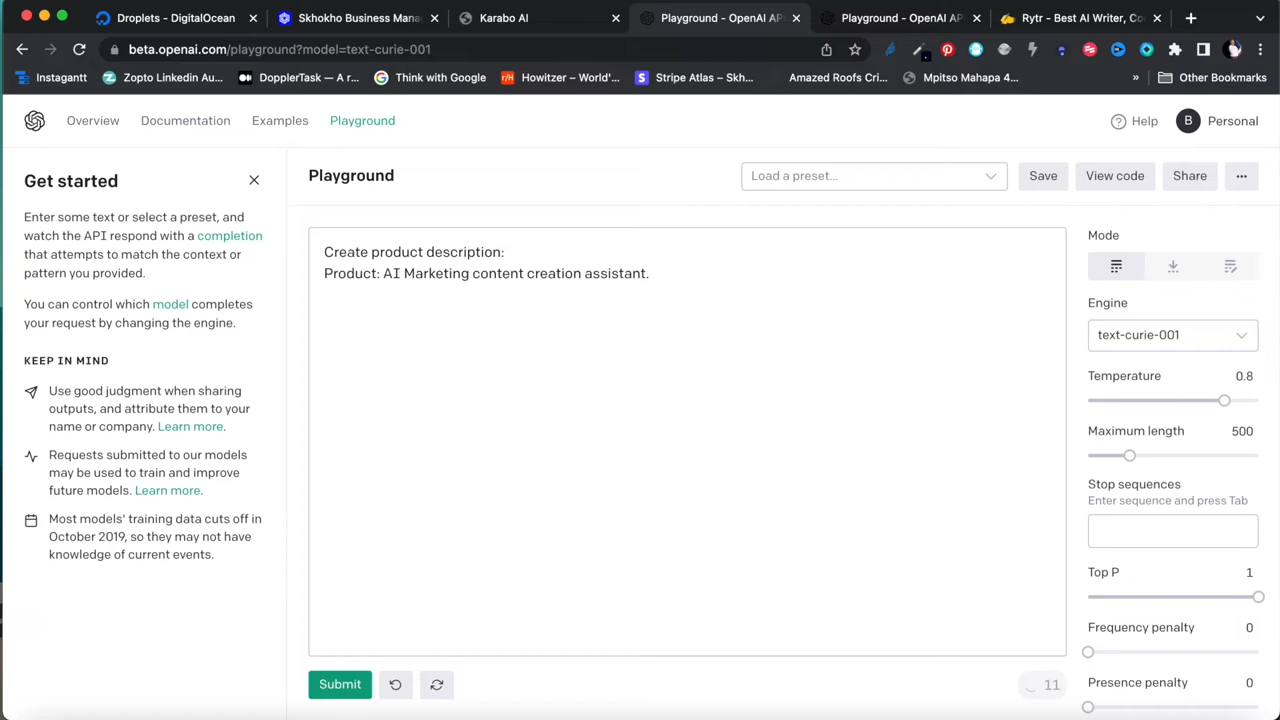 Droplets - DigitalOcean
Skhokho Business Mana
Karabo AI
Playground - OpenAI AP
Playground - OpenAI AP
Rytr - Best AI Writer, Co
beta.openai.com/playground?model=text-curie-001
Instagantt
Zopto Linkedin Au...
DopplerTask — A r...
Think with Google
r/H
Howitzer – World'...
Stripe Atlas – Skh...
Amazed Roofs Cri...
Mpitso Mahapa 4...
»
Other Bookmarks
Overview
Documentation
Examples
Playground
Help
B
Personal
Get started
Enter some text or select a preset, and
watch the API respond with a completion
that attempts to match the context or
pattern you provided.
You can control which model completes
your request by changing the engine.
KEEP IN MIND
Use good judgment when sharing
outputs, and attribute them to your
name or company. Learn more.
Requests submitted to our models
may be used to train and improve
future models. Learn more.
Most models' training data cuts off in
October 2019, so they may not have
knowledge of current events.
Playground
Load a preset...
Save
View code
Share
...
Create product description:
Product: AI Marketing content creation assistant.
Submit
11
Mode
Engine
text-curie-001
Temperature 0.8
Maximum length 500
Stop sequences
Enter sequence and press Tab
Top P 1
Frequency penalty 0
Presence penalty 0